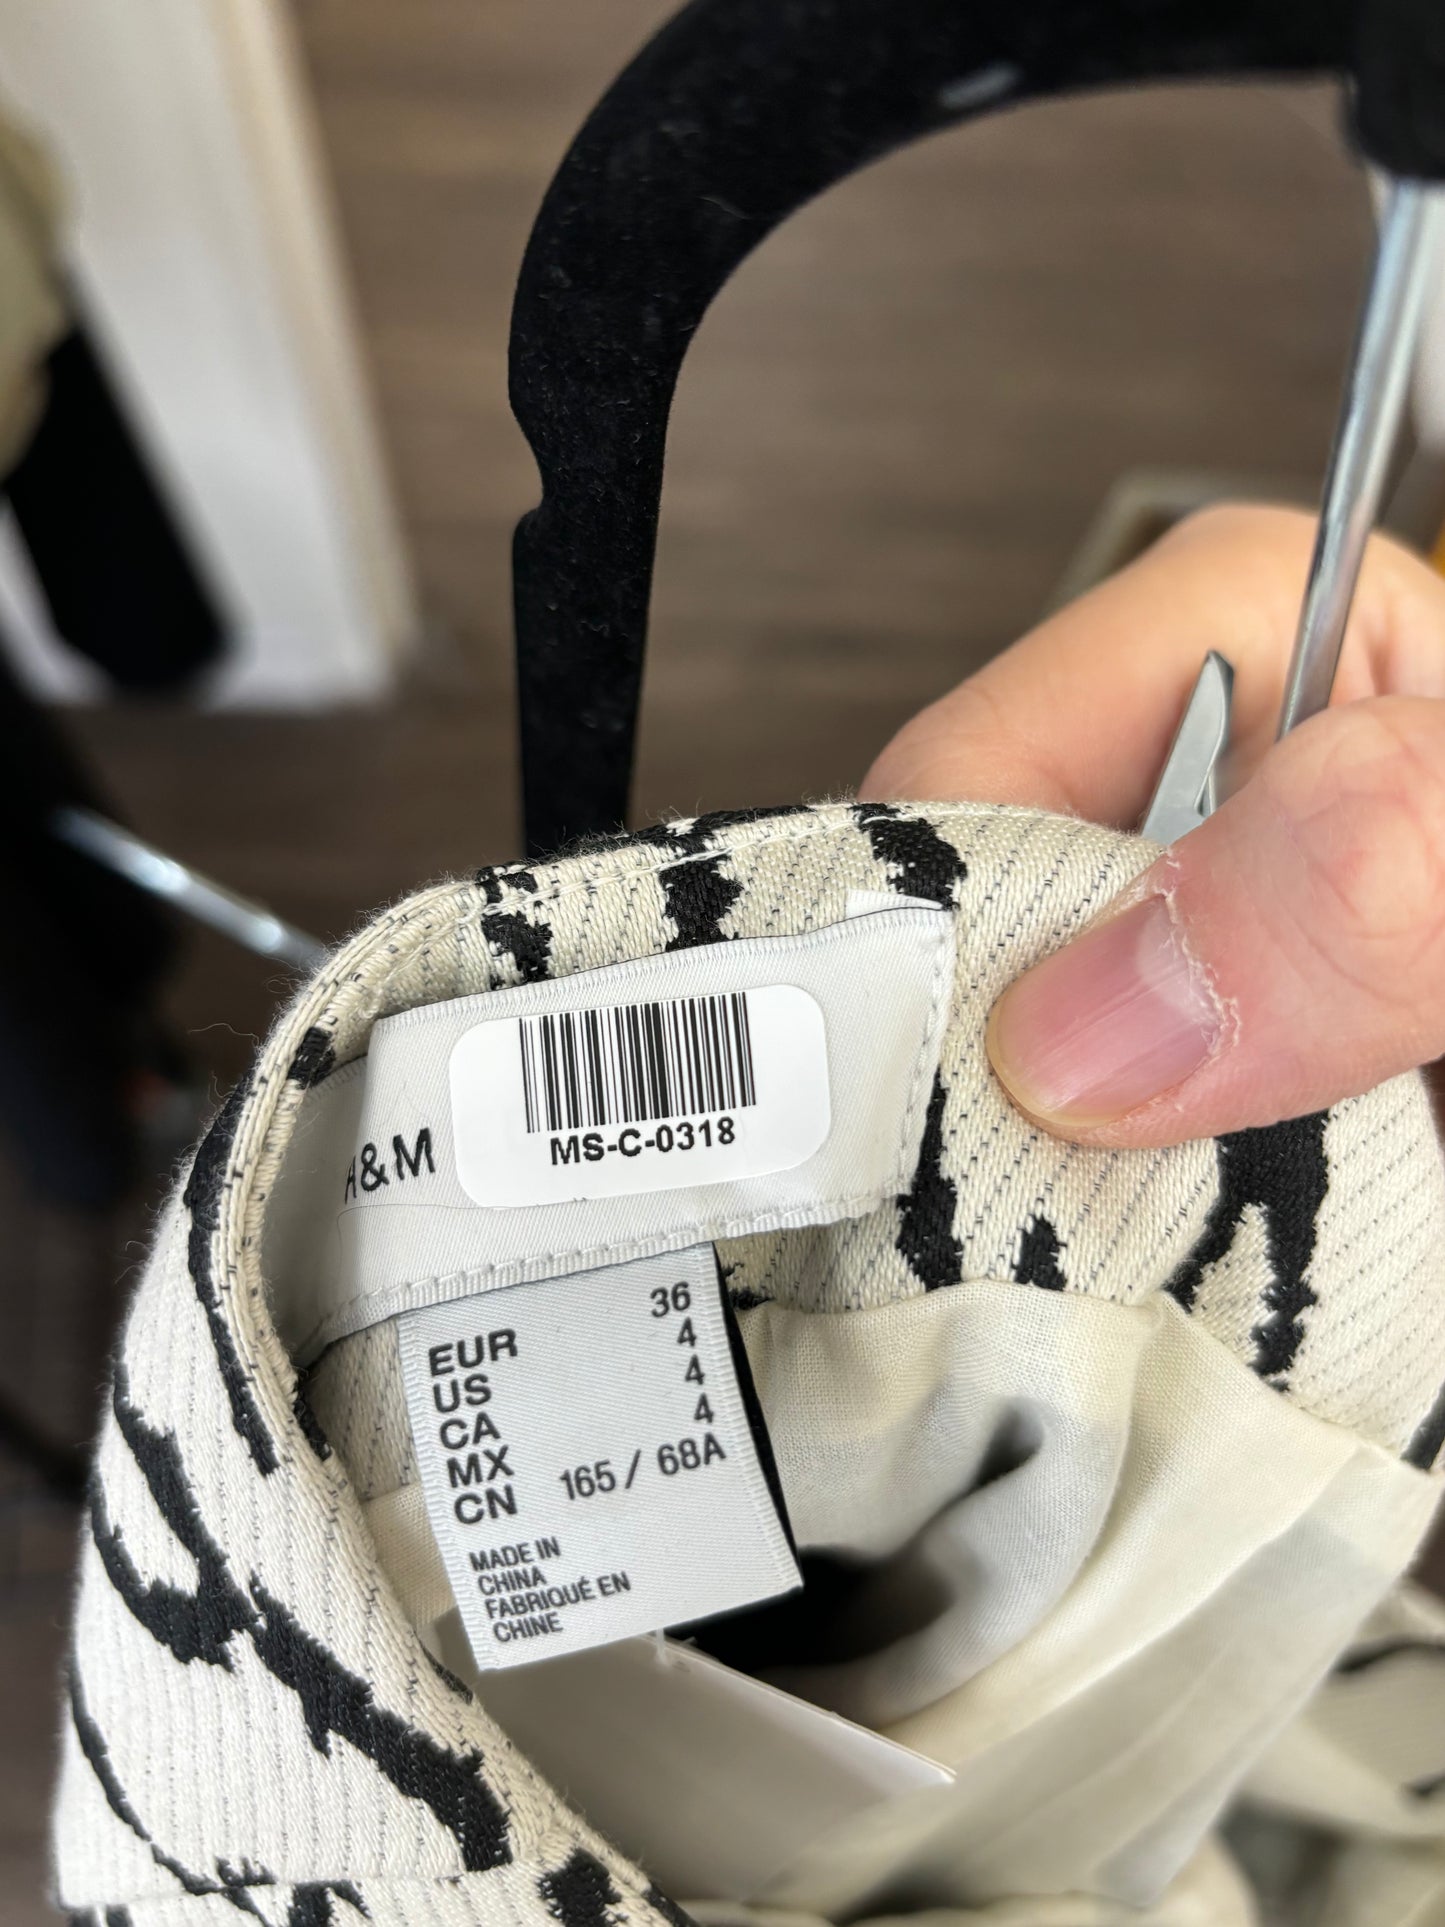 MS-C-0318
H&M
EUR 36
US 4
CA 4
MX 4
CN 165 / 68A
MADE IN
CHINA
FABRIQUÉ EN
CHINE